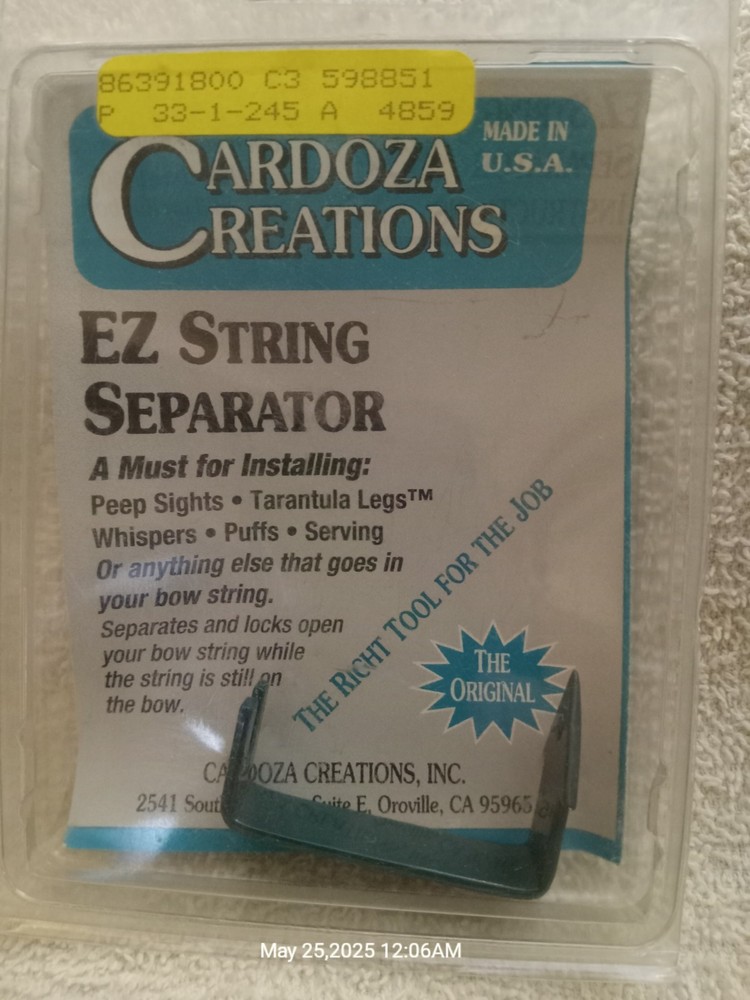 86391800 C3 598851
P 33-1-245 A 4859
MADE IN
U.S.A.
CARDOZA
CREATIONS
EZ STRING
SEPARATOR
A Must for Installing:
Peep Sights • Tarantula Legs™
Whispers • Puffs • Serving
Or anything else that goes in
your bow string.
Separates and locks open
your bow string while
the string is still on
the bow.
THE RIGHT TOOL FOR THE JOB
THE
ORIGINAL
CARDOZA CREATIONS, INC.
2541 Suite E, Oroville, CA 95965
May 25,2025 12:06AM